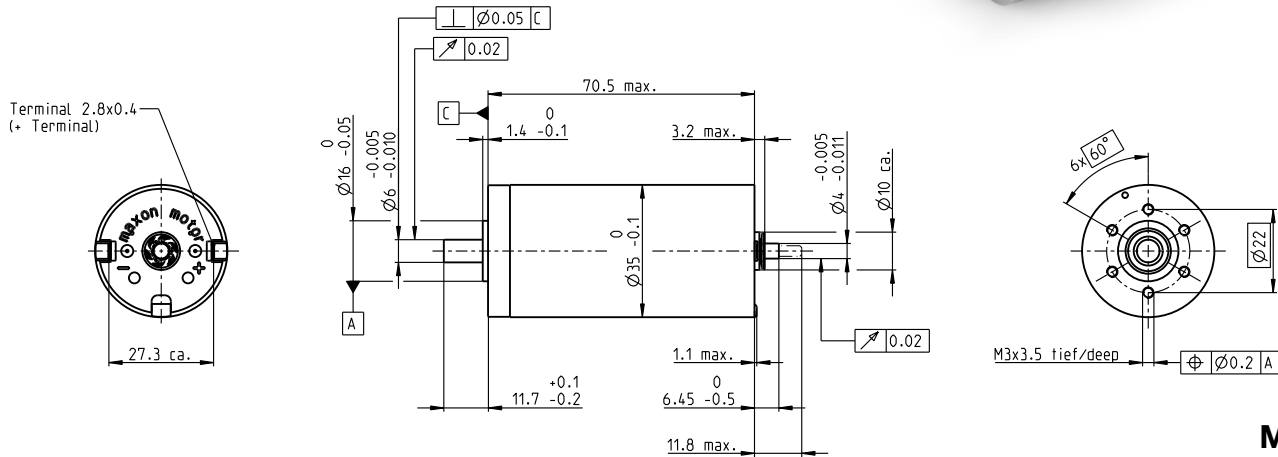 ⊥ Ø0.05 C
↗ 0.02
70.5 max.
Terminal 2.8x0.4
(+ Terminal)
C
0
1.4 -0.1
3.2 max.
0
Ø16 -0.05
-0.005
Ø6 -0.010
-0.005
Ø4 -0.011
Ø10 ca.
6x 60°
maxon motor
- +
0
Ø35 -0.1
Ø22
A
27.3 ca.
↗ 0.02
1.1 max.
M3x3.5 tief/deep
⌖ Ø0.2 A
+0.1
11.7 -0.2
0
6.45 -0.5
11.8 max.
M